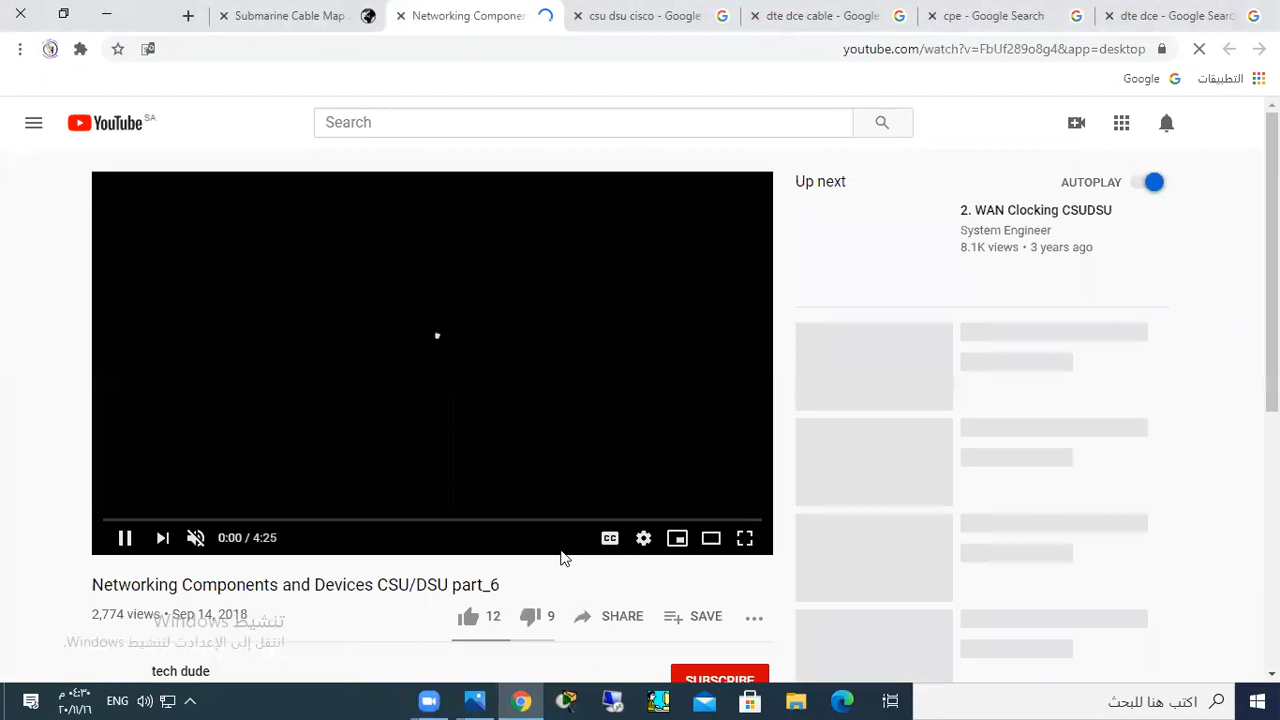 Submarine Cable Map
Networking Componen
csu dsu cisco - Google
dte dce cable - Google
cpe - Google Search
dte dce - Google Searc
youtube.com/watch?v=FbUf289o8g4&app=desktop
Google
التطبيقات
YouTube SA
Search
Up next
AUTOPLAY
2. WAN Clocking CSUDSU
System Engineer
8.1K views • 3 years ago
0:00 / 4:25
CC
Networking Components and Devices CSU/DSU part_6
2,774 views • Sep 14, 2018
12
9
SHARE
SAVE
تنشيط Windows
انتقل إلى الإعدادات لتنشيط Windows.
tech dude
SUBSCRIBE
ENG
اكتب هنا للبحث